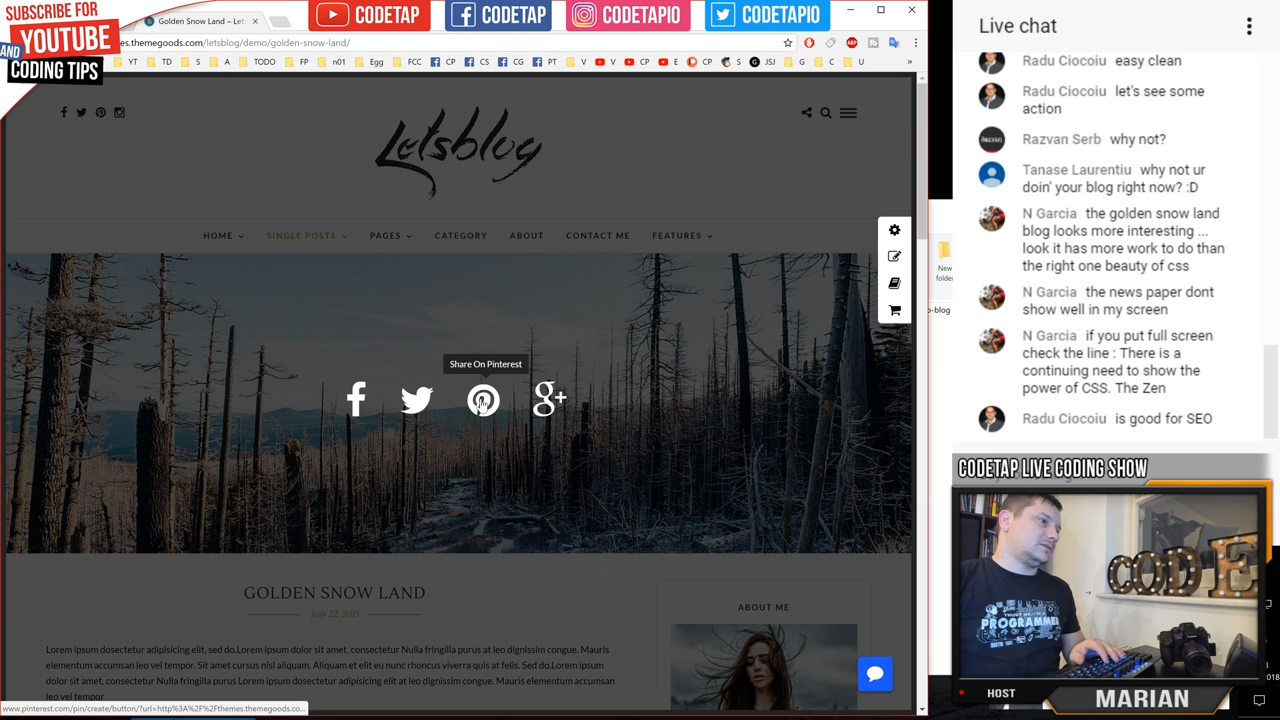 SUBSCRIBE FOR
YOUTUBE
AND
CODING TIPS
Golden Snow Land – Lets
CODETAP
CODETAP
CODETAPIO
CODETAPIO
es.themegoods.com/letsblog/demo/golden-snow-land/
YT TD S A TODO FP n01 Egg FCC CP CS CG PT V V CP E CP S JSJ G C U »
Letsblog
HOME SINGLE POSTS PAGES CATEGORY ABOUT CONTACT ME FEATURES
Share On Pinterest
GOLDEN SNOW LAND
July 22, 2015
Lorem ipsum dosectetur adipisicing elit, sed do.Lorem ipsum dolor sit amet, consectetur Nulla fringilla purus at leo dignissim congue. Mauris
elementum accumsan leo vel tempor. Sit amet cursus nisl aliquam. Aliquam et elit eu nunc rhoncus viverra quis at felis. Sed do.Lorem ipsum
dolor sit amet, consectetur Nulla fringilla purus Lorem ipsum dosectetur adipisicing elit at leo dignissim congue. Mauris elementum accumsan
leo vel tempor
ABOUT ME
www.pinterest.com/pin/create/button/?url=http%3A%2F%2Fthemes.themegoods.co...
New
folder
o-blog
Live chat
Radu Ciocoiu easy clean
Radu Ciocoiu let's see some
action
Razvan Serb why not?
Tanase Laurentiu why not ur
doin' your blog right now? :D
N Garcia the golden snow land
blog looks more interesting ...
look it has more work to do than
the right one beauty of css
N Garcia the news paper dont
show well in my screen
N Garcia if you put full screen
check the line : There is a
continuing need to show the
power of CSS. The Zen
Radu Ciocoiu is good for SEO
CODETAP LIVE CODING SHOW
CODE
PROGRAMME
HOST
MARIAN
018